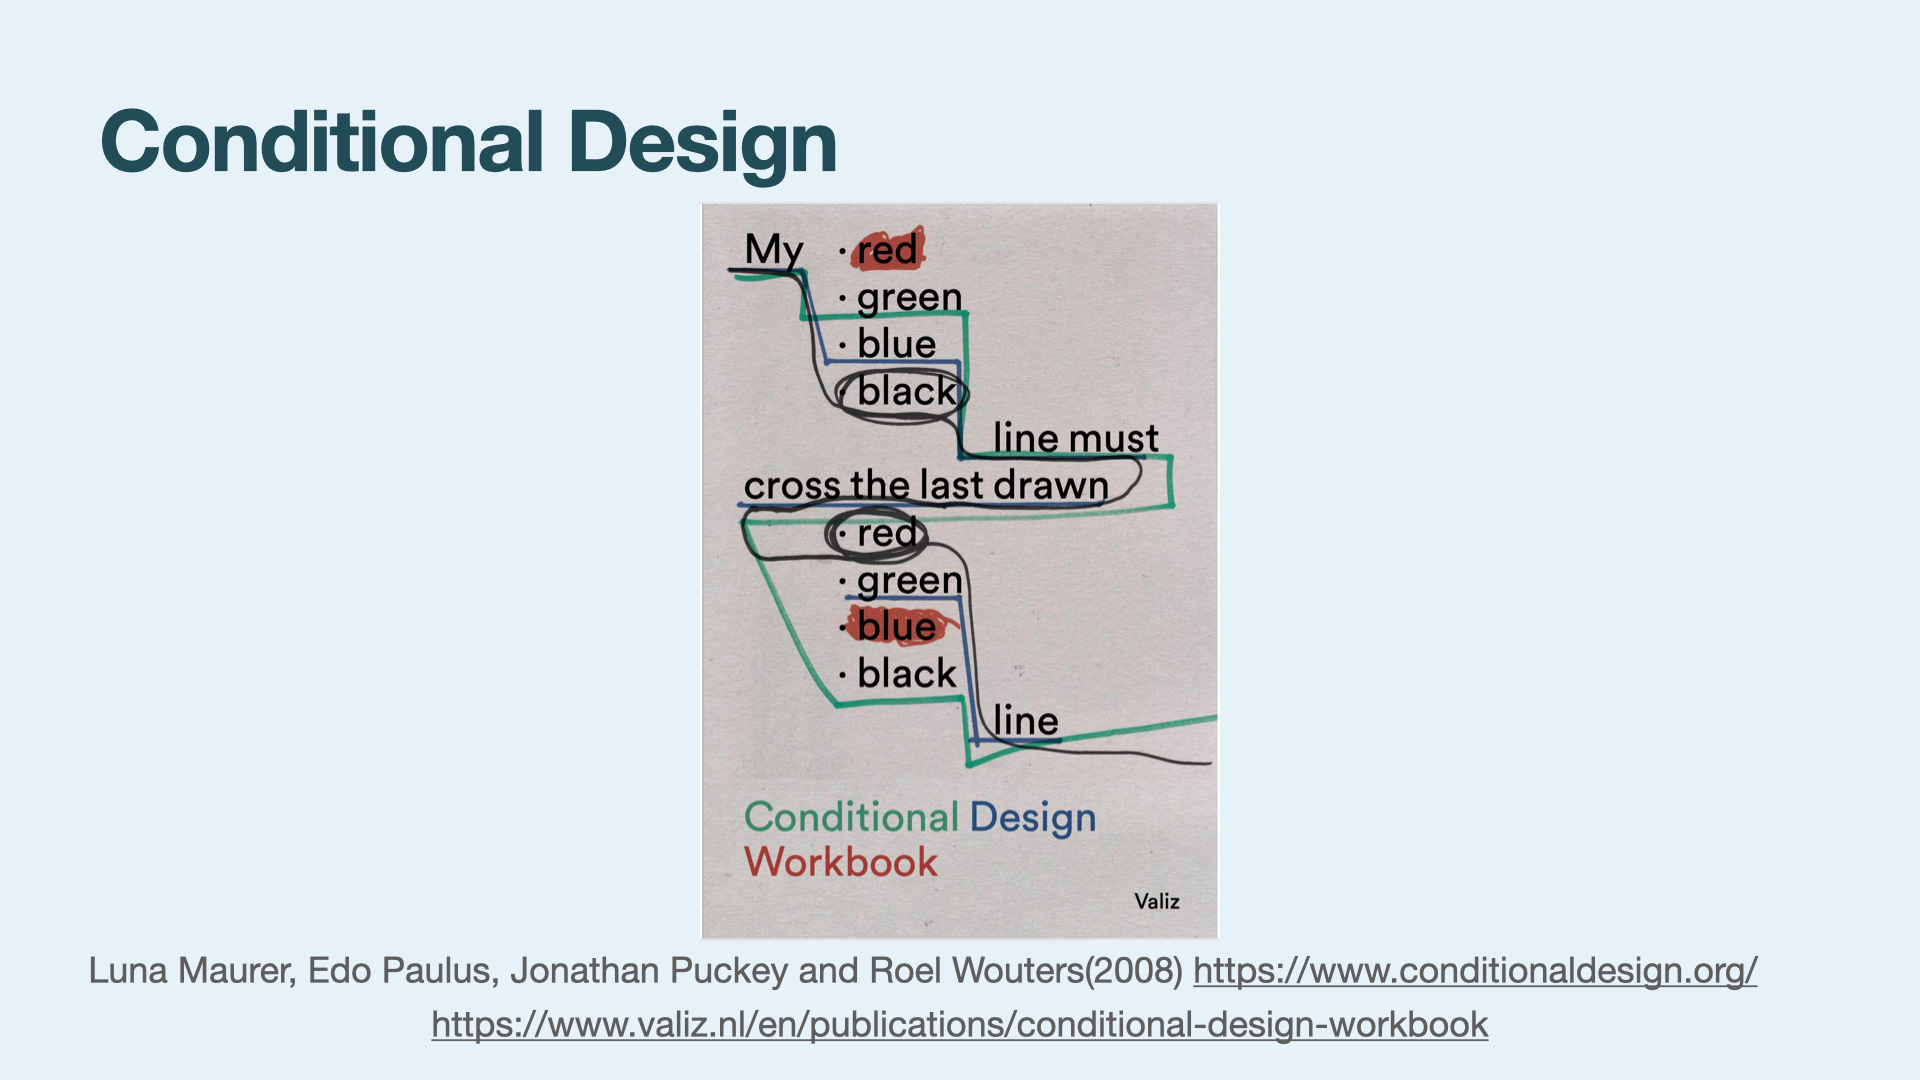 Conditional Design
My · red
· green
· blue
· black
line must
cross the last drawn
· red
· green
· blue
· black
line
Conditional Design
Workbook
Valiz
Luna Maurer, Edo Paulus, Jonathan Puckey and Roel Wouters(2008) https://www.conditionaldesign.org/
https://www.valiz.nl/en/publications/conditional-design-workbook